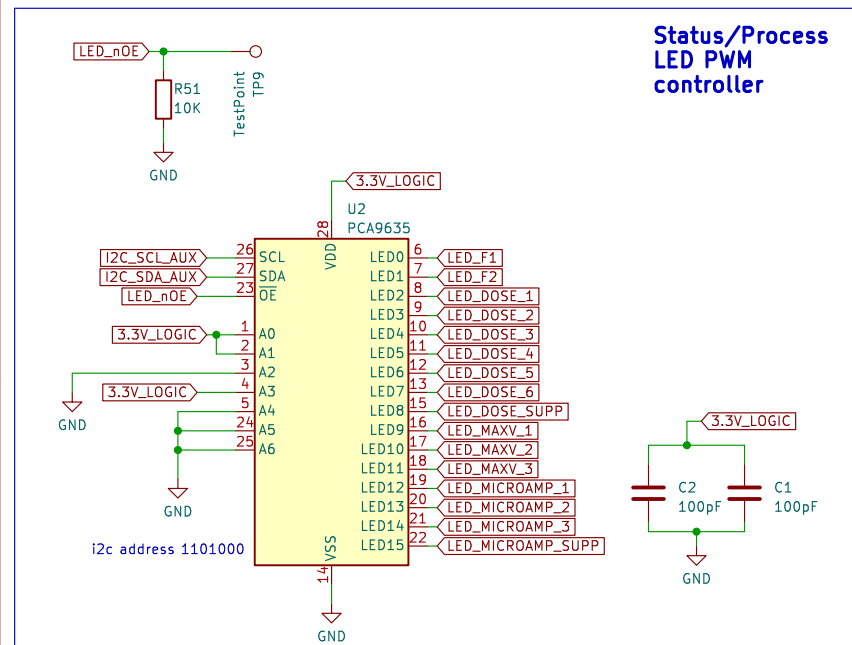 Status/Process
LED PWM
controller
LED_nOE
R51
10K
TestPoint
TP9
GND
3.3V_LOGIC
U2
PCA9635
28
VDD
I2C_SCL_AUX
26
SCL
I2C_SDA_AUX
27
SDA
LED_nOE
23
OE
3.3V_LOGIC
1
A0
2
A1
3
A2
3.3V_LOGIC
4
A3
5
A4
24
A5
25
A6
GND
GND
LED0
6
LED_F1
LED1
7
LED_F2
LED2
8
LED_DOSE_1
LED3
9
LED_DOSE_2
LED4
10
LED_DOSE_3
LED5
11
LED_DOSE_4
LED6
12
LED_DOSE_5
LED7
13
LED_DOSE_6
LED8
15
LED_DOSE_SUPP
LED9
16
LED_MAXV_1
LED10
17
LED_MAXV_2
LED11
18
LED_MAXV_3
LED12
19
LED_MICROAMP_1
LED13
20
LED_MICROAMP_2
LED14
21
LED_MICROAMP_3
LED15
22
LED_MICROAMP_SUPP
i2c address 1101000
VSS
14
GND
3.3V_LOGIC
C2
100pF
C1
100pF
GND